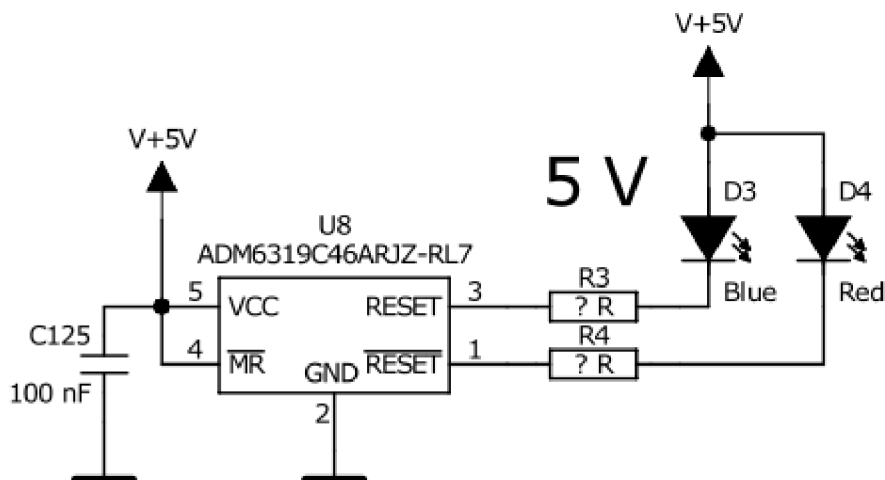 V+5V
V+5V
5 V
D3
D4
U8
ADM6319C46ARJZ-RL7
R3
5
VCC
RESET
3
? R
Blue
Red
C125
R4
4
MR
RESET
1
? R
GND
100 nF
2